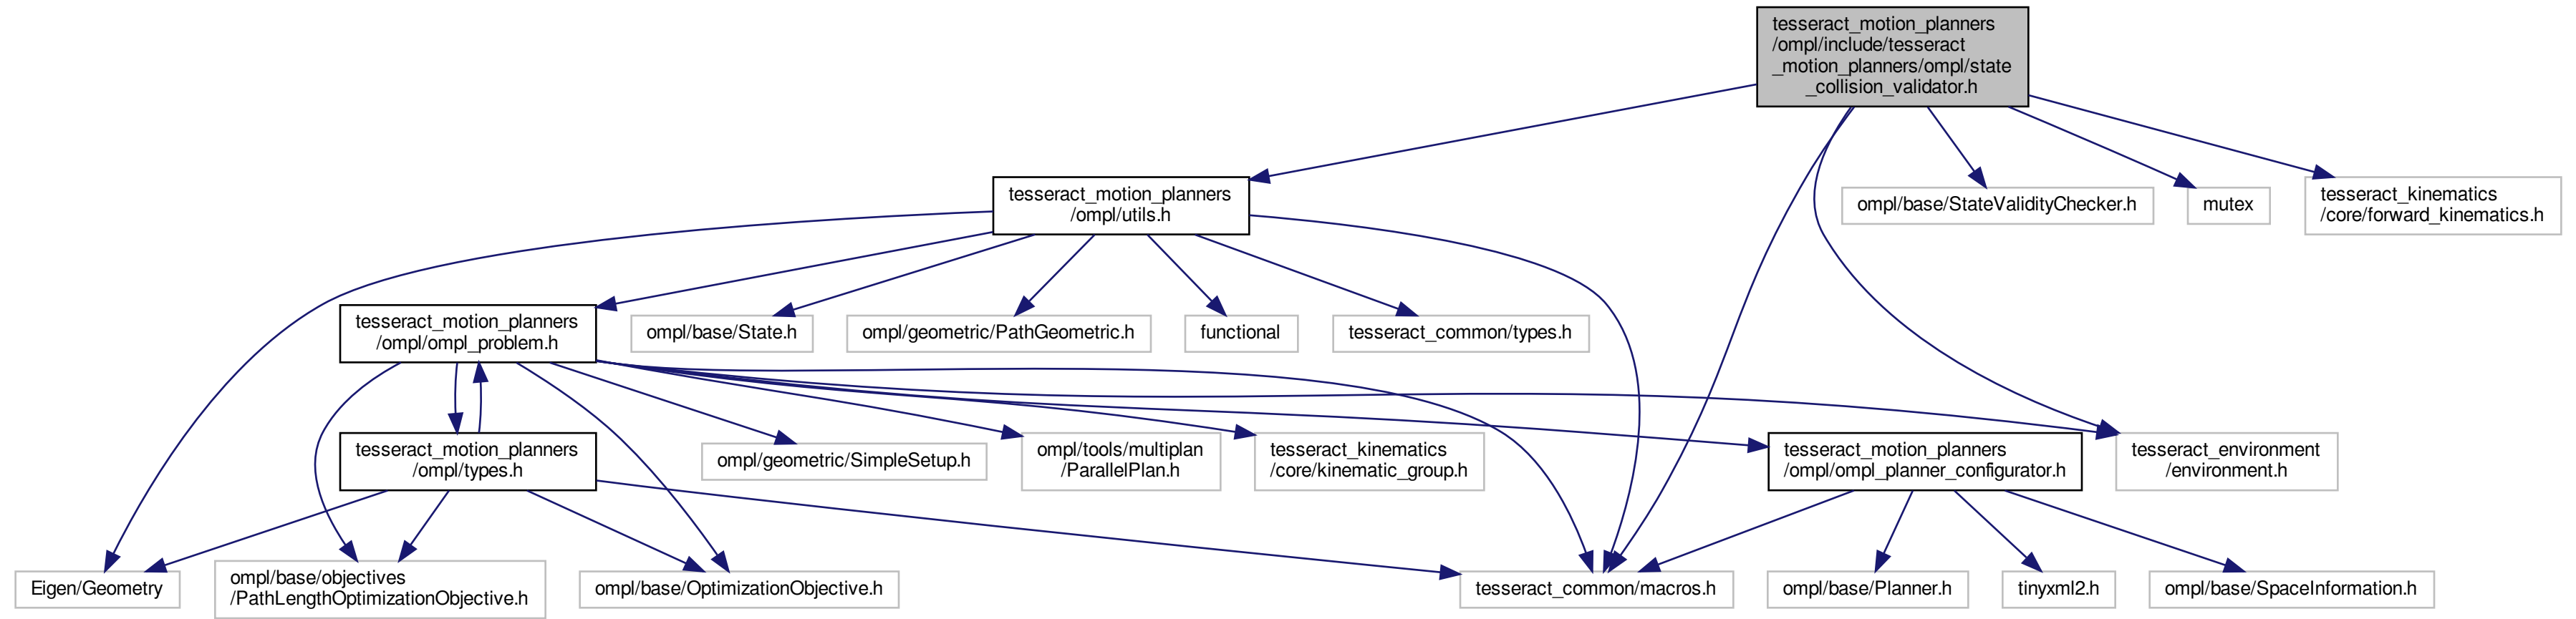 tesseract_motion_planners
/ompl/include/tesseract
_motion_planners/ompl/state
_collision_validator.h
tesseract_motion_planners
/ompl/utils.h
ompl/base/StateValidityChecker.h
mutex
tesseract_kinematics
/core/forward_kinematics.h
tesseract_motion_planners
/ompl/ompl_problem.h
ompl/base/State.h
ompl/geometric/PathGeometric.h
functional
tesseract_common/types.h
tesseract_motion_planners
/ompl/types.h
ompl/geometric/SimpleSetup.h
ompl/tools/multiplan
/ParallelPlan.h
tesseract_kinematics
/core/kinematic_group.h
tesseract_motion_planners
/ompl/ompl_planner_configurator.h
tesseract_environment
/environment.h
Eigen/Geometry
ompl/base/objectives
/PathLengthOptimizationObjective.h
ompl/base/OptimizationObjective.h
tesseract_common/macros.h
ompl/base/Planner.h
tinyxml2.h
ompl/base/SpaceInformation.h